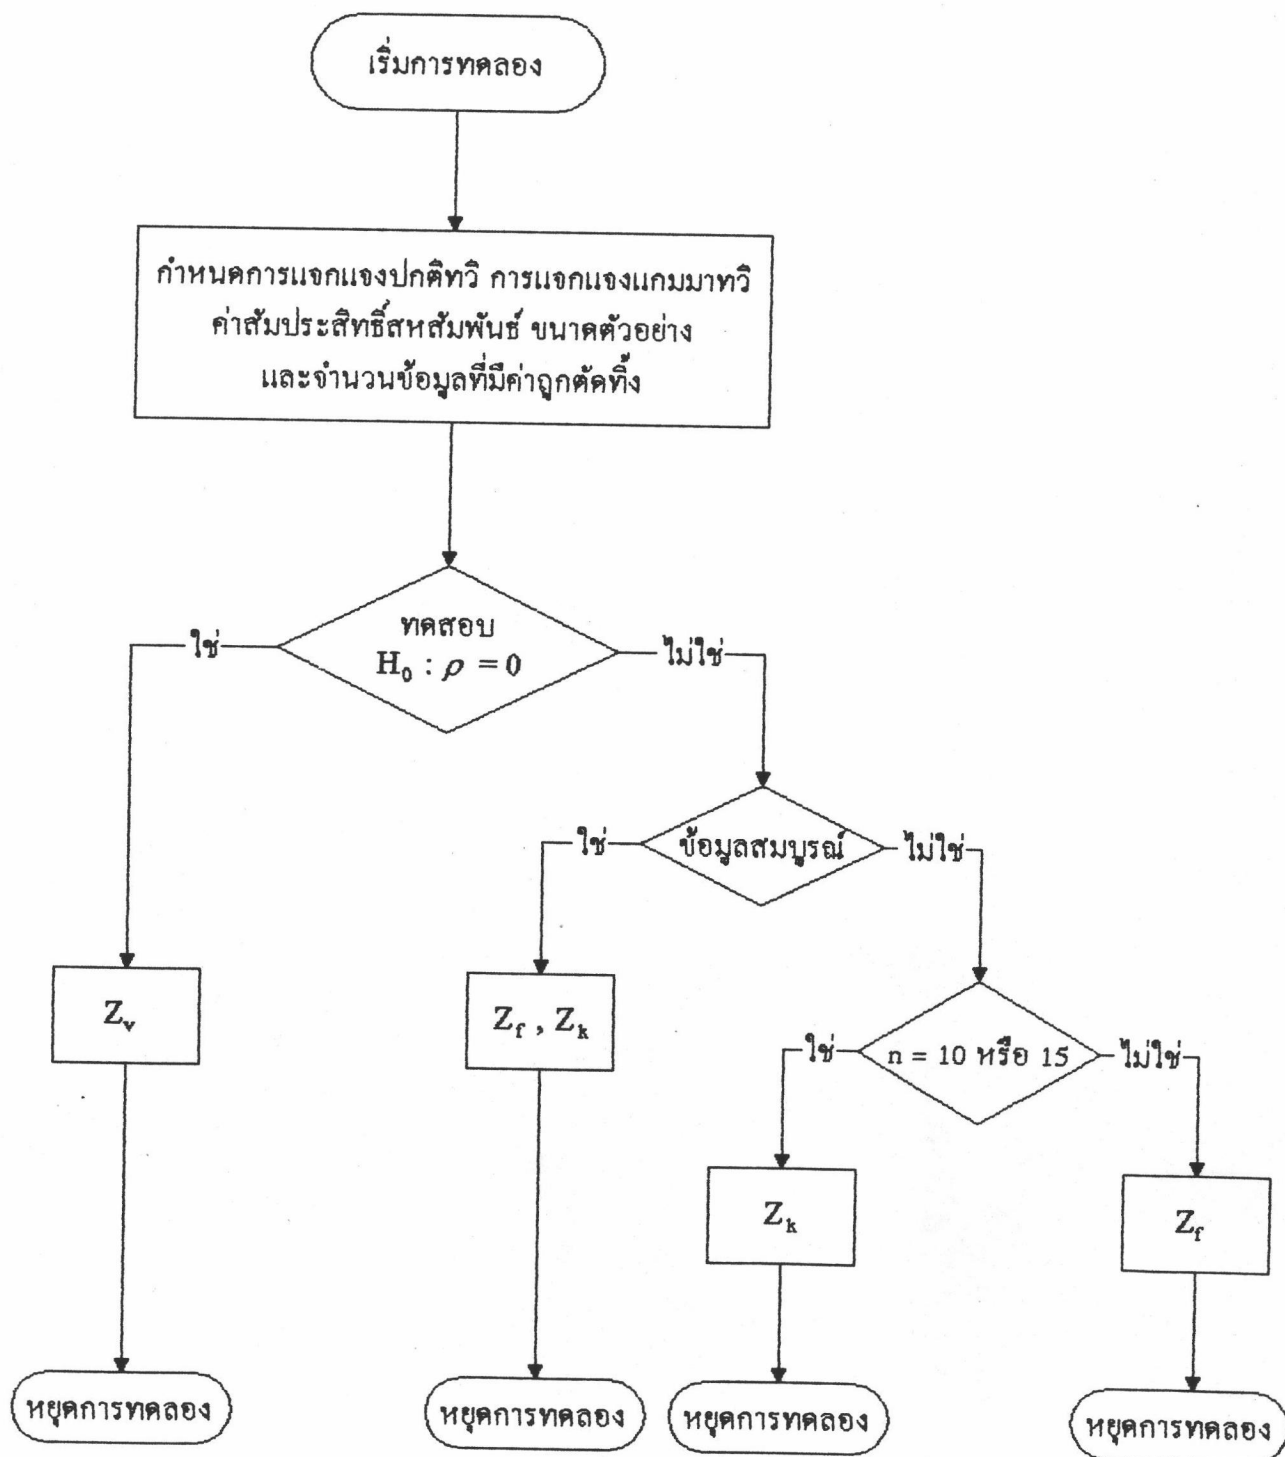 เริ่มการทดลอง
กำหนดการแจกแจงปกติทวิ การแจกแจงแกมมาทวิ
ค่าสัมประสิทธิ์สหสัมพันธ์ ขนาดตัวอย่าง
และจำนวนข้อมูลที่มีค่าถูกตัดทิ้ง
ทดสอบ
H₀ : ρ = 0
ใช่
ไม่ใช่
ข้อมูลสมบูรณ์
ใช่
ไม่ใช่
Zᵥ
Z_f , Z_k
n = 10 หรือ 15
ใช่
ไม่ใช่
Z_k
Z_f
หยุดการทดลอง
หยุดการทดลอง
หยุดการทดลอง
หยุดการทดลอง